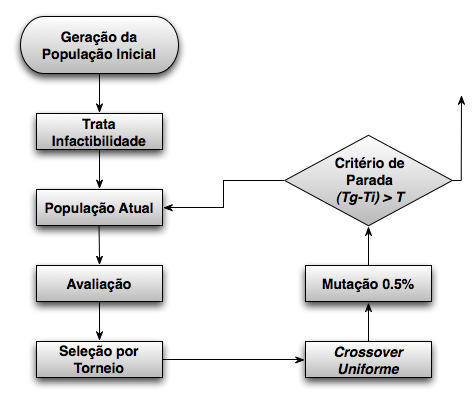 Geração da
População Inicial
Trata
Infactibilidade
População Atual
Avaliação
Seleção por
Torneio
Crossover
Uniforme
Mutação 0.5%
Critério de
Parada
(Tg-Ti) > T